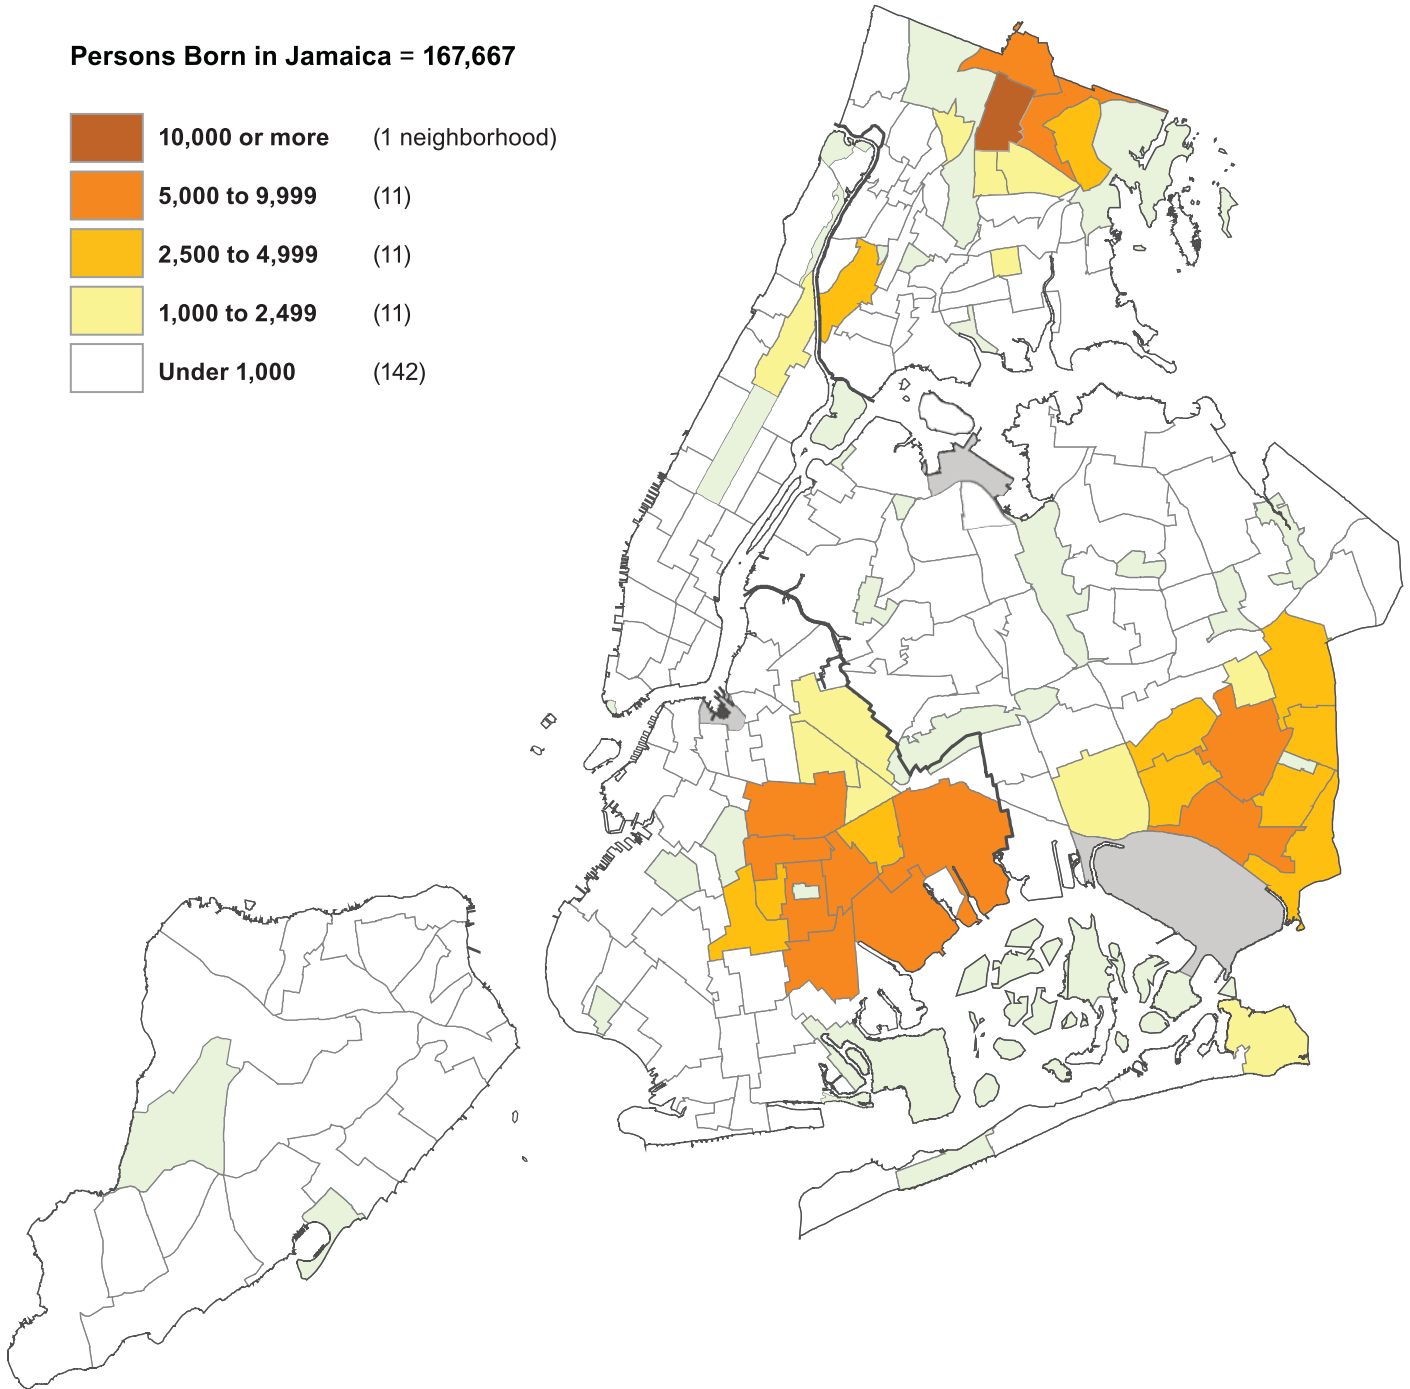 Persons Born in Jamaica = 167,667
10,000 or more (1 neighborhood)
5,000 to 9,999 (11)
2,500 to 4,999 (11)
1,000 to 2,499 (11)
Under 1,000 (142)